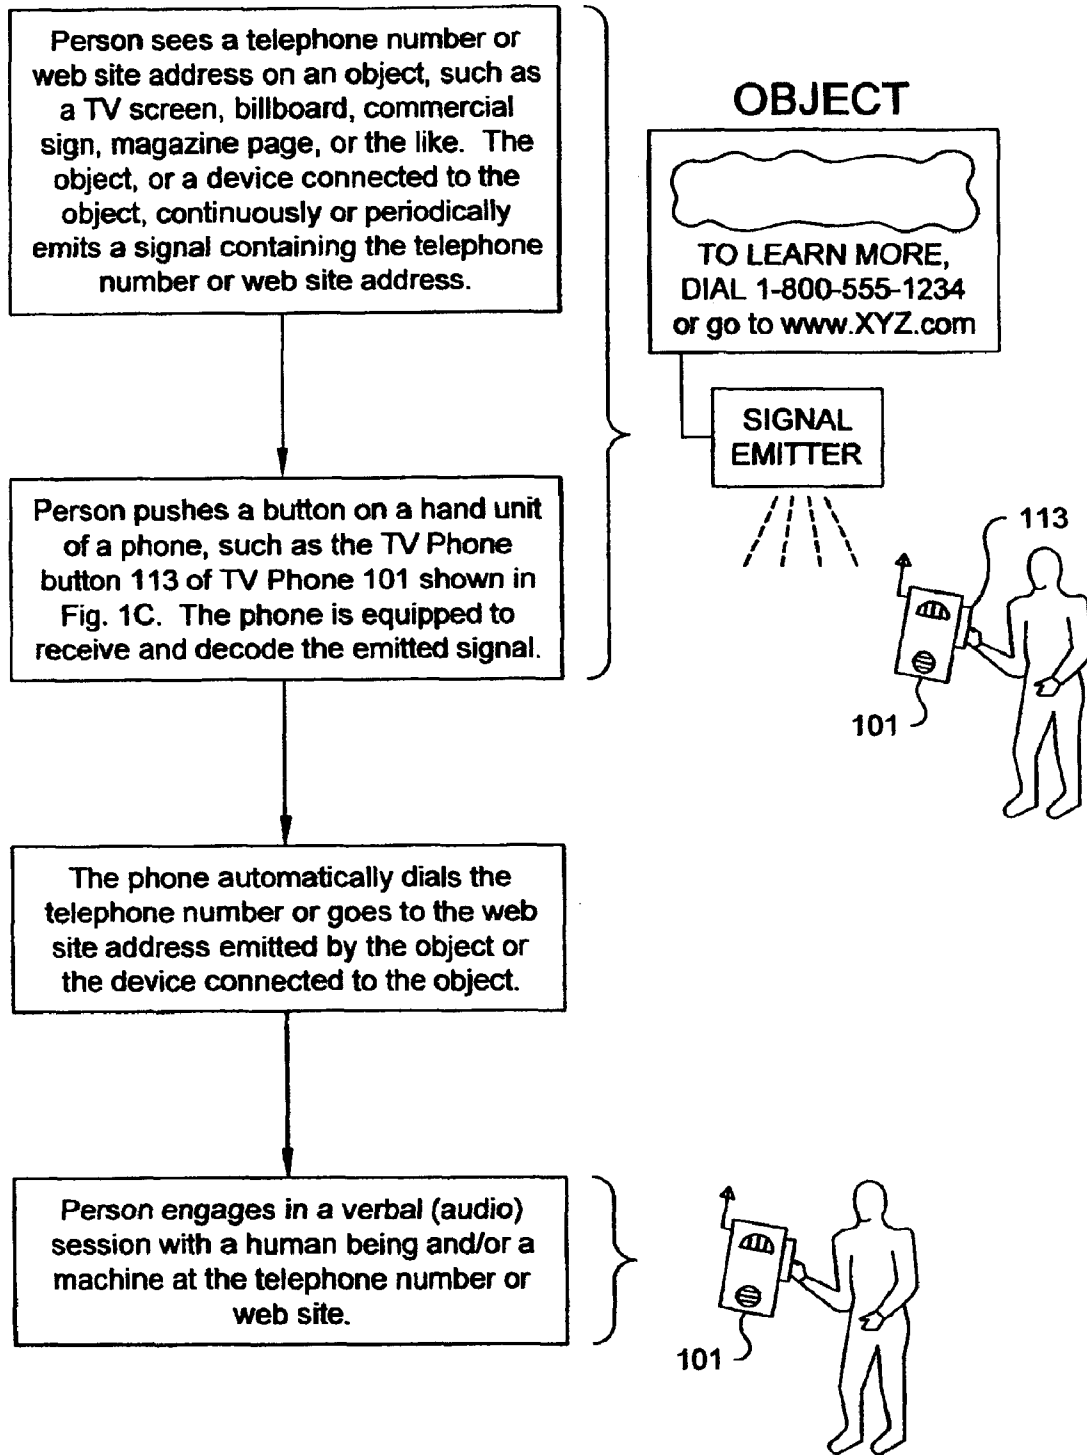 Person sees a telephone number or
web site address on an object, such as
a TV screen, billboard, commercial
sign, magazine page, or the like. The
object, or a device connected to the
object, continuously or periodically
emits a signal containing the telephone
number or web site address.
OBJECT
TO LEARN MORE,
DIAL 1-800-555-1234
or go to www.XYZ.com
SIGNAL
EMITTER
Person pushes a button on a hand unit
of a phone, such as the TV Phone
button 113 of TV Phone 101 shown in
Fig. 1C. The phone is equipped to
receive and decode the emitted signal.
113
101
The phone automatically dials the
telephone number or goes to the web
site address emitted by the object or
the device connected to the object.
Person engages in a verbal (audio)
session with a human being and/or a
machine at the telephone number or
web site.
101